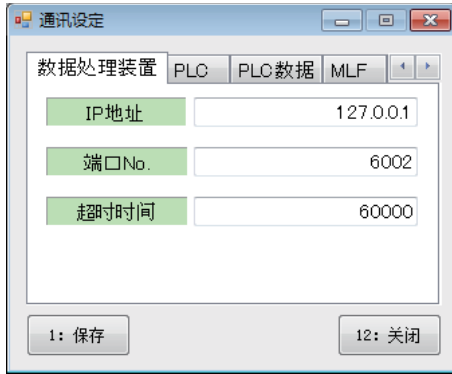 通讯设定
数据处理装置 PLC PLC数据 MLF
IP地址 127.0.0.1
端口No. 6002
超时时间 60000
1: 保存 12: 关闭